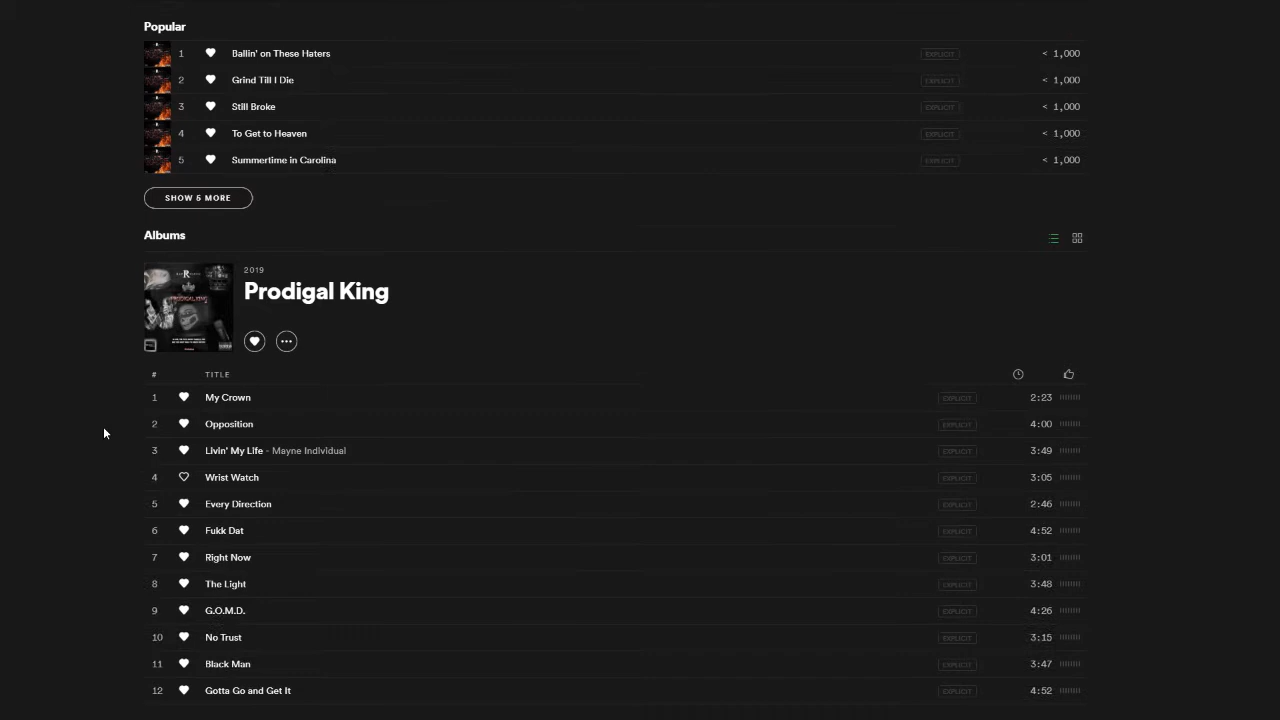 Popular
1 Ballin' on These Haters EXPLICIT < 1,000
2 Grind Till I Die EXPLICIT < 1,000
3 Still Broke EXPLICIT < 1,000
4 To Get to Heaven EXPLICIT < 1,000
5 Summertime in Carolina EXPLICIT < 1,000
SHOW 5 MORE
Albums
2019
Prodigal King
PRODIGAL KING
# TITLE
1 My Crown EXPLICIT 2:23
2 Opposition EXPLICIT 4:00
3 Livin' My Life - Mayne Individual EXPLICIT 3:49
4 Wrist Watch EXPLICIT 3:05
5 Every Direction EXPLICIT 2:46
6 Fukk Dat EXPLICIT 4:52
7 Right Now EXPLICIT 3:01
8 The Light EXPLICIT 3:48
9 G.O.M.D. EXPLICIT 4:26
10 No Trust EXPLICIT 3:15
11 Black Man EXPLICIT 3:47
12 Gotta Go and Get It EXPLICIT 4:52